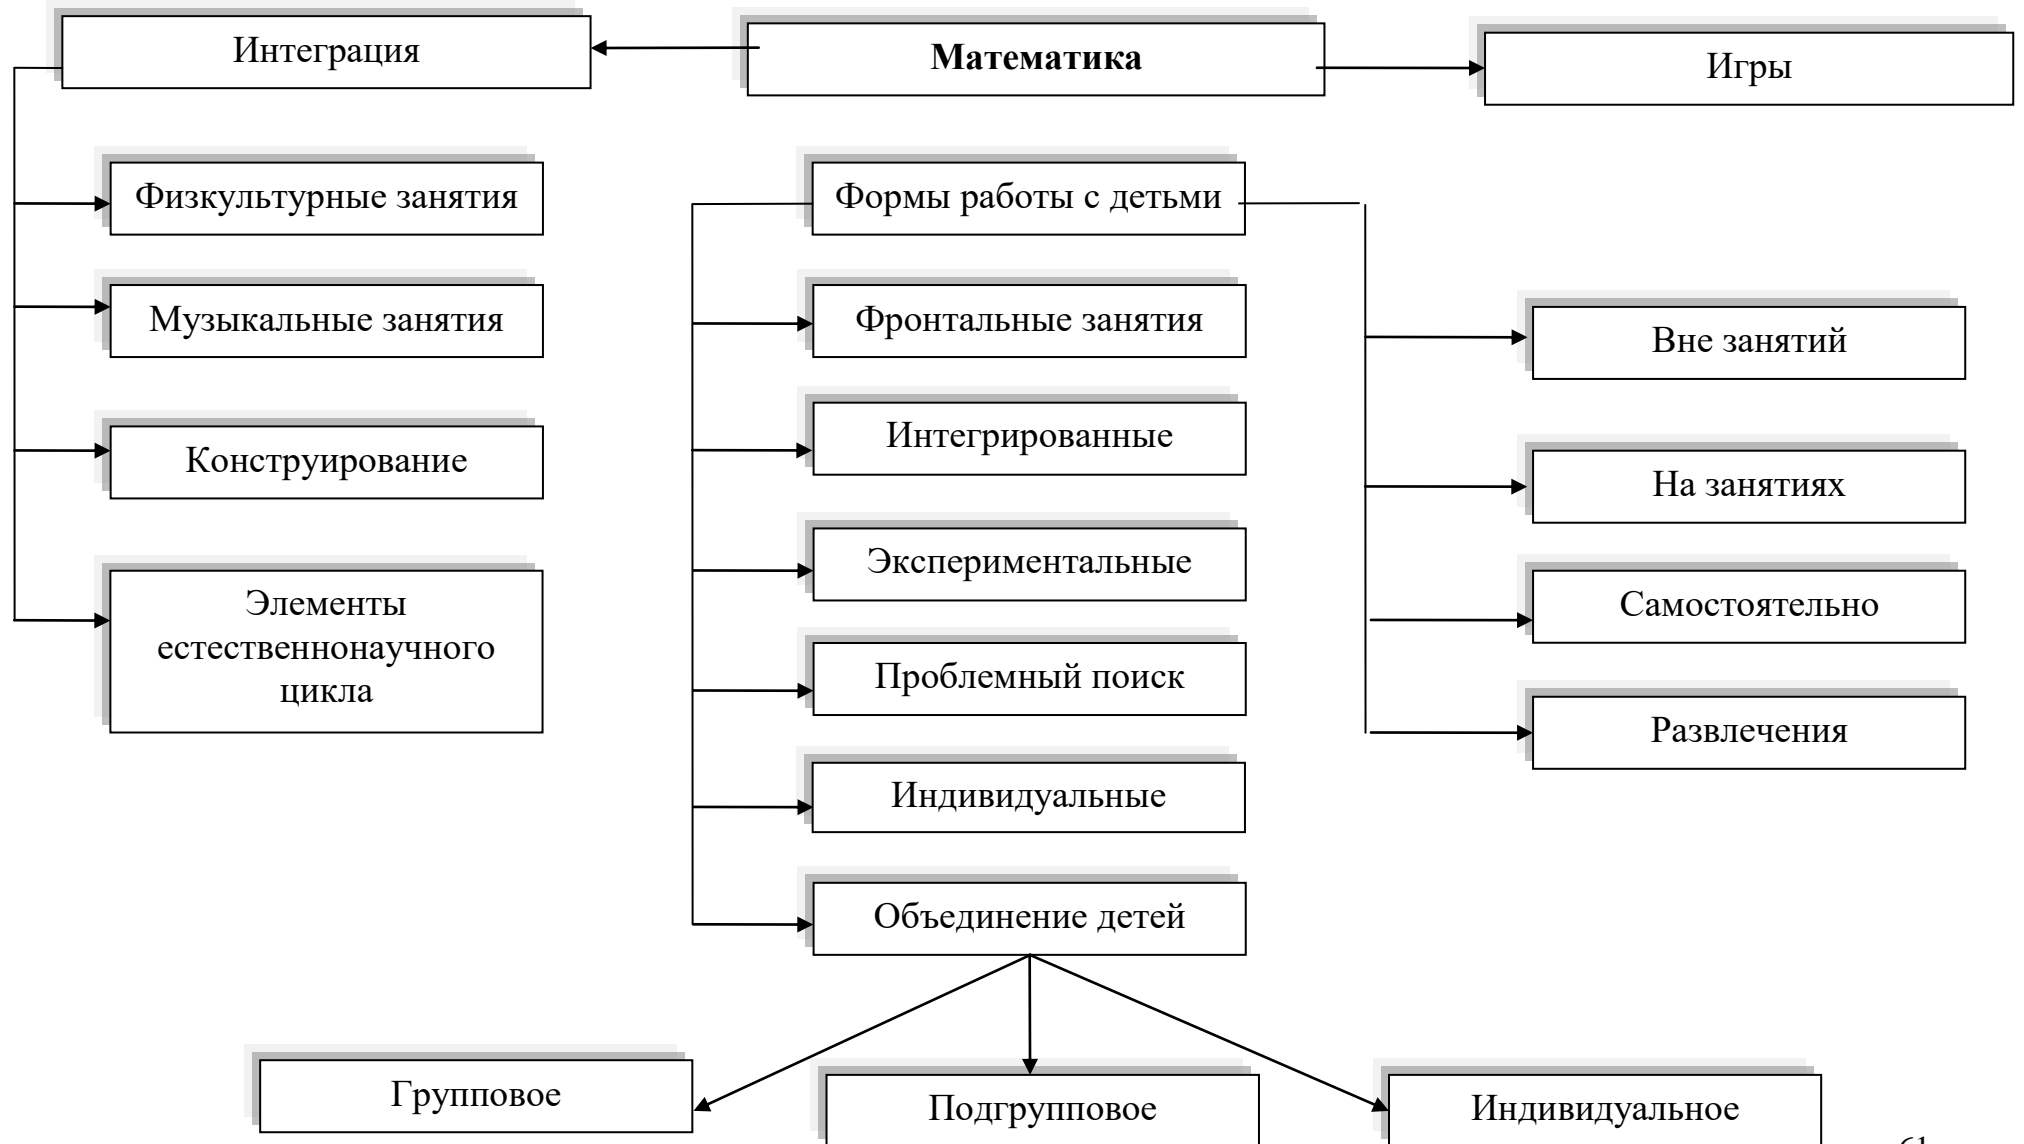 Интеграция
Математика
Игры
Физкультурные занятия
Музыкальные занятия
Конструирование
Элементы
естественнонаучного
цикла
Формы работы с детьми
Фронтальные занятия
Интегрированные
Экспериментальные
Проблемный поиск
Индивидуальные
Объединение детей
Вне занятий
На занятиях
Самостоятельно
Развлечения
Групповое
Подгрупповое
Индивидуальное